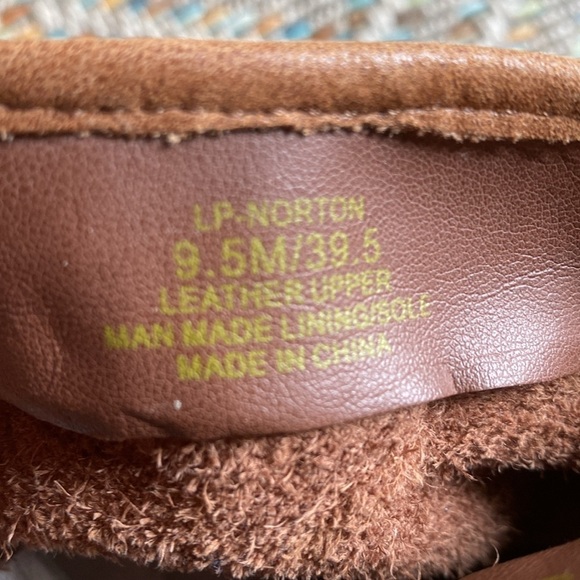 LP-NORTON
9.5M/39.5
LEATHER UPPER
MAN MADE LINING/SOLE
MADE IN CHINA